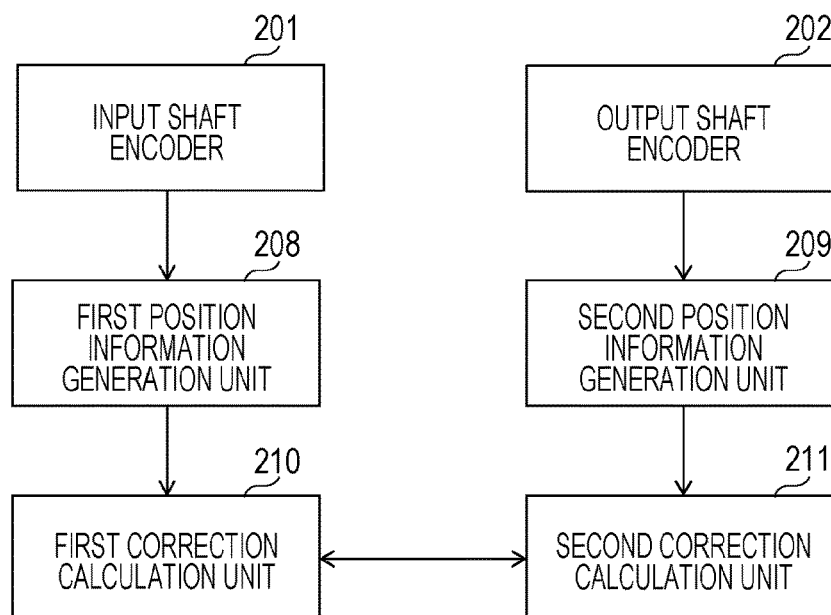 201
INPUT SHAFT
ENCODER
202
OUTPUT SHAFT
ENCODER
208
FIRST POSITION
INFORMATION
GENERATION UNIT
209
SECOND POSITION
INFORMATION
GENERATION UNIT
210
FIRST CORRECTION
CALCULATION UNIT
211
SECOND CORRECTION
CALCULATION UNIT